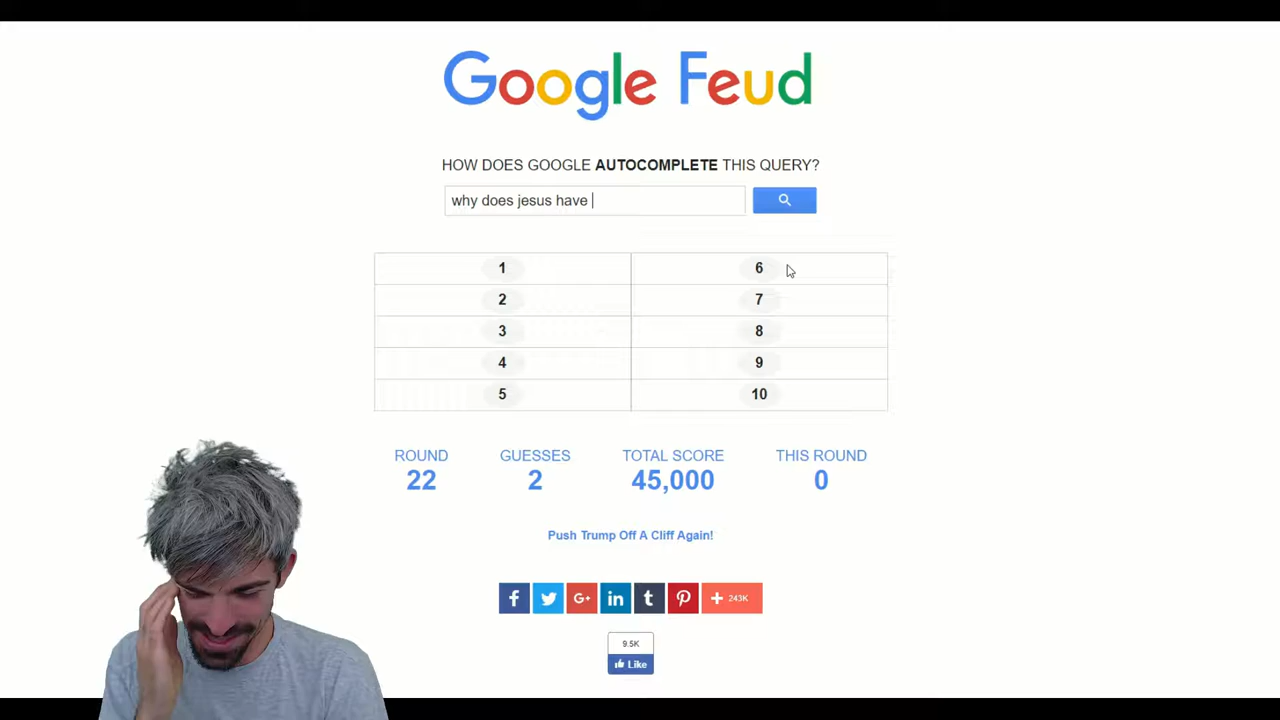 Google Feud
HOW DOES GOOGLE AUTOCOMPLETE THIS QUERY?
why does jesus have
1 6
2 7
3 8
4 9
5 10
ROUND GUESSES TOTAL SCORE THIS ROUND
22 2 45,000 0
Push Trump Off A Cliff Again!
f G+ in t + 243K
9.5K
Like